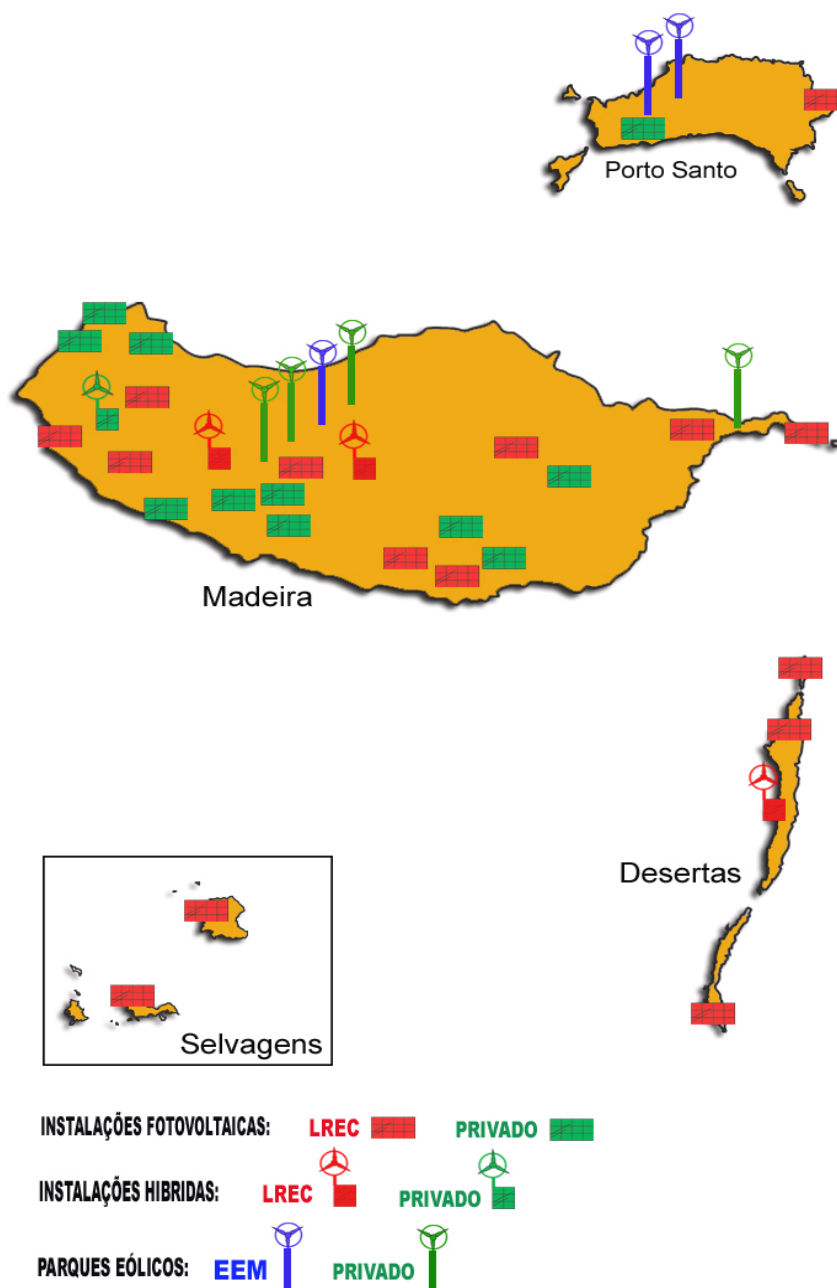 Porto Santo
Madeira
Desertas
Selvagens
INSTALAÇÕES FOTOVOLTAICAS: LREC PRIVADO
INSTALAÇÕES HIBRIDAS: LREC PRIVADO
PARQUES EÓLICOS: EEM PRIVADO